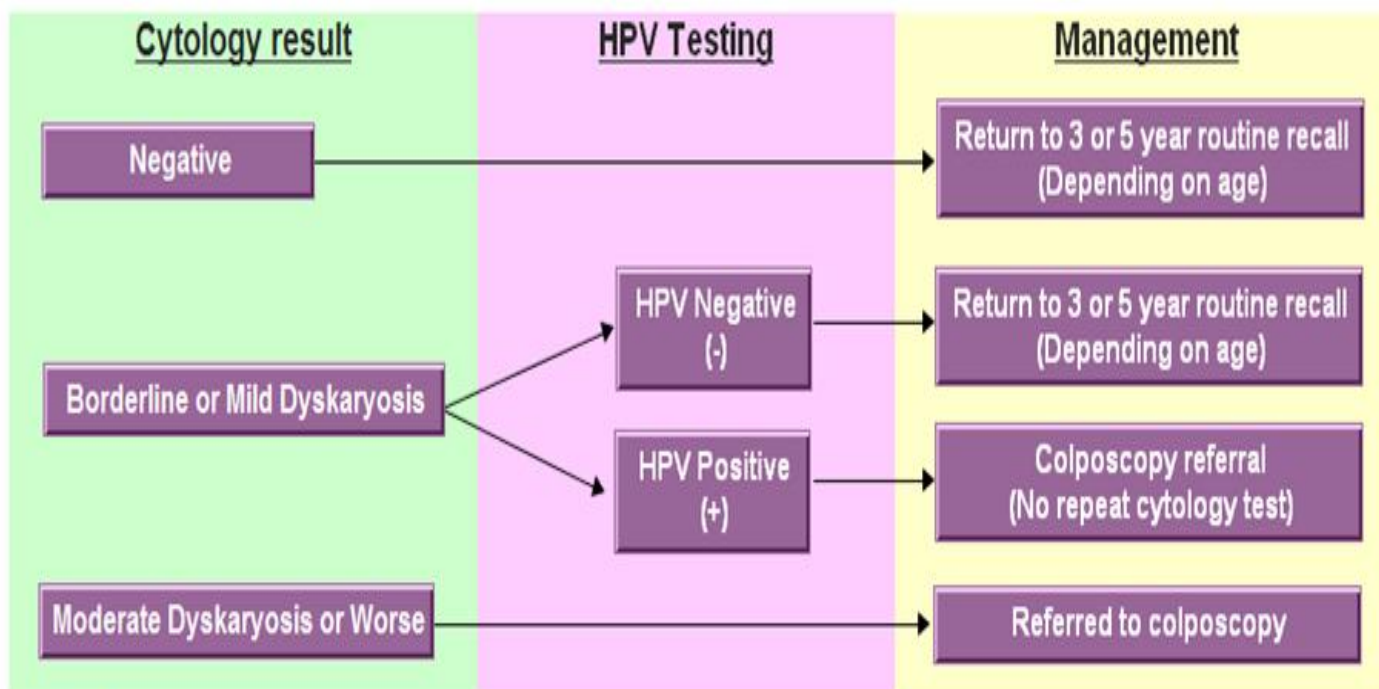 Cytology result
HPV Testing
Management
Negative
Return to 3 or 5 year routine recall
(Depending on age)
Borderline or Mild Dyskaryosis
HPV Negative
(-)
Return to 3 or 5 year routine recall
(Depending on age)
HPV Positive
(+)
Colposcopy referral
(No repeat cytology test)
Moderate Dyskaryosis or Worse
Referred to colposcopy